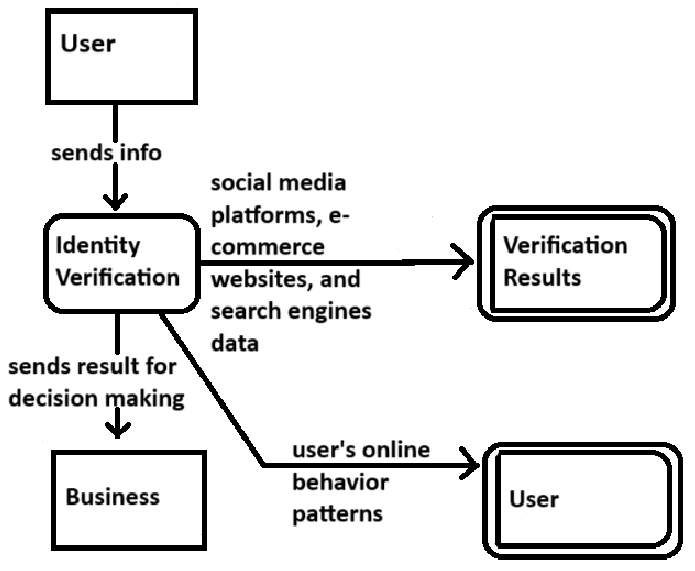 User
sends info
social media
platforms, e-
commerce
websites, and
search engines
data
Identity
Verification
Verification
Results
sends result for
decision making
user's online
behavior
patterns
Business
User